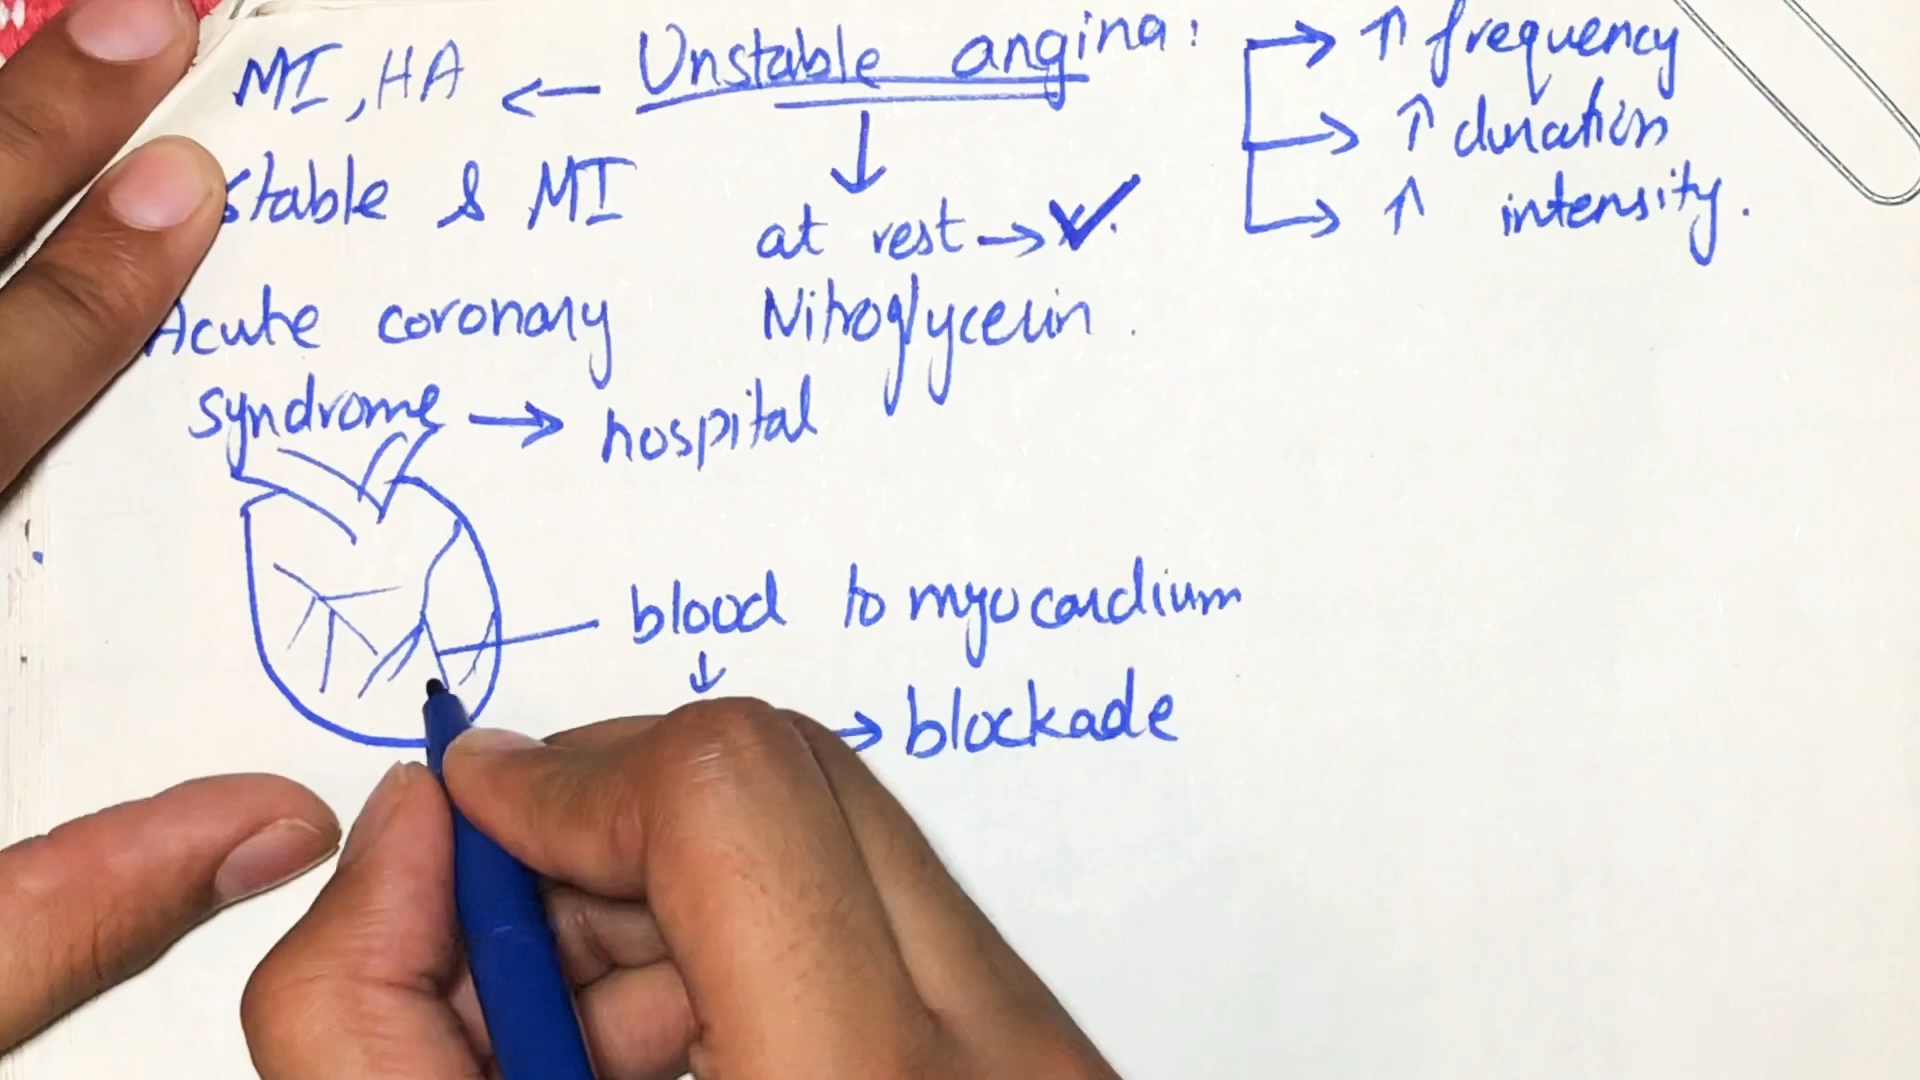 MI, HA ← Unstable angina: → ↑ frequency
→ ↑ duration
→ ↑ intensity.
↓
stable & MI
at rest → ✓.
Acute coronary
Nitroglycerin.
syndrome → hospital
blood to myocardium
↓
→ blockade